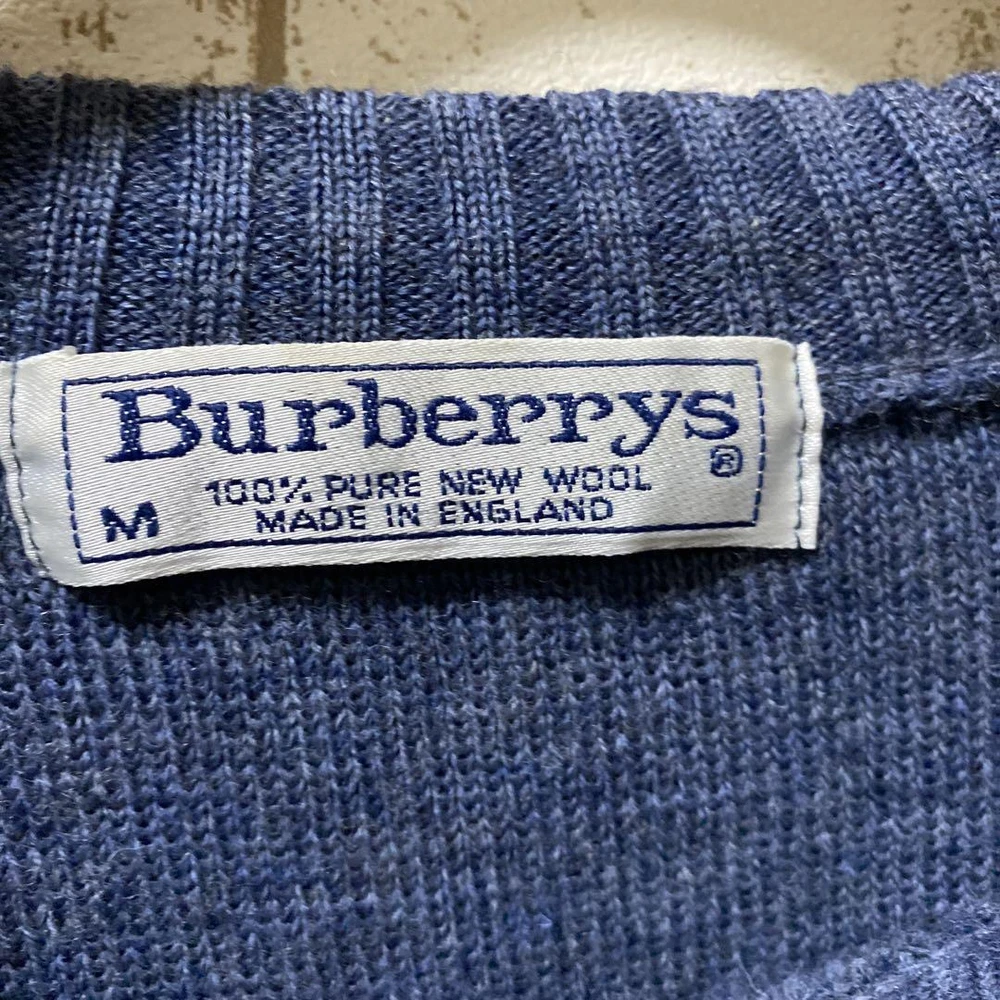 Burberrys®
100% PURE NEW WOOL
M MADE IN ENGLAND